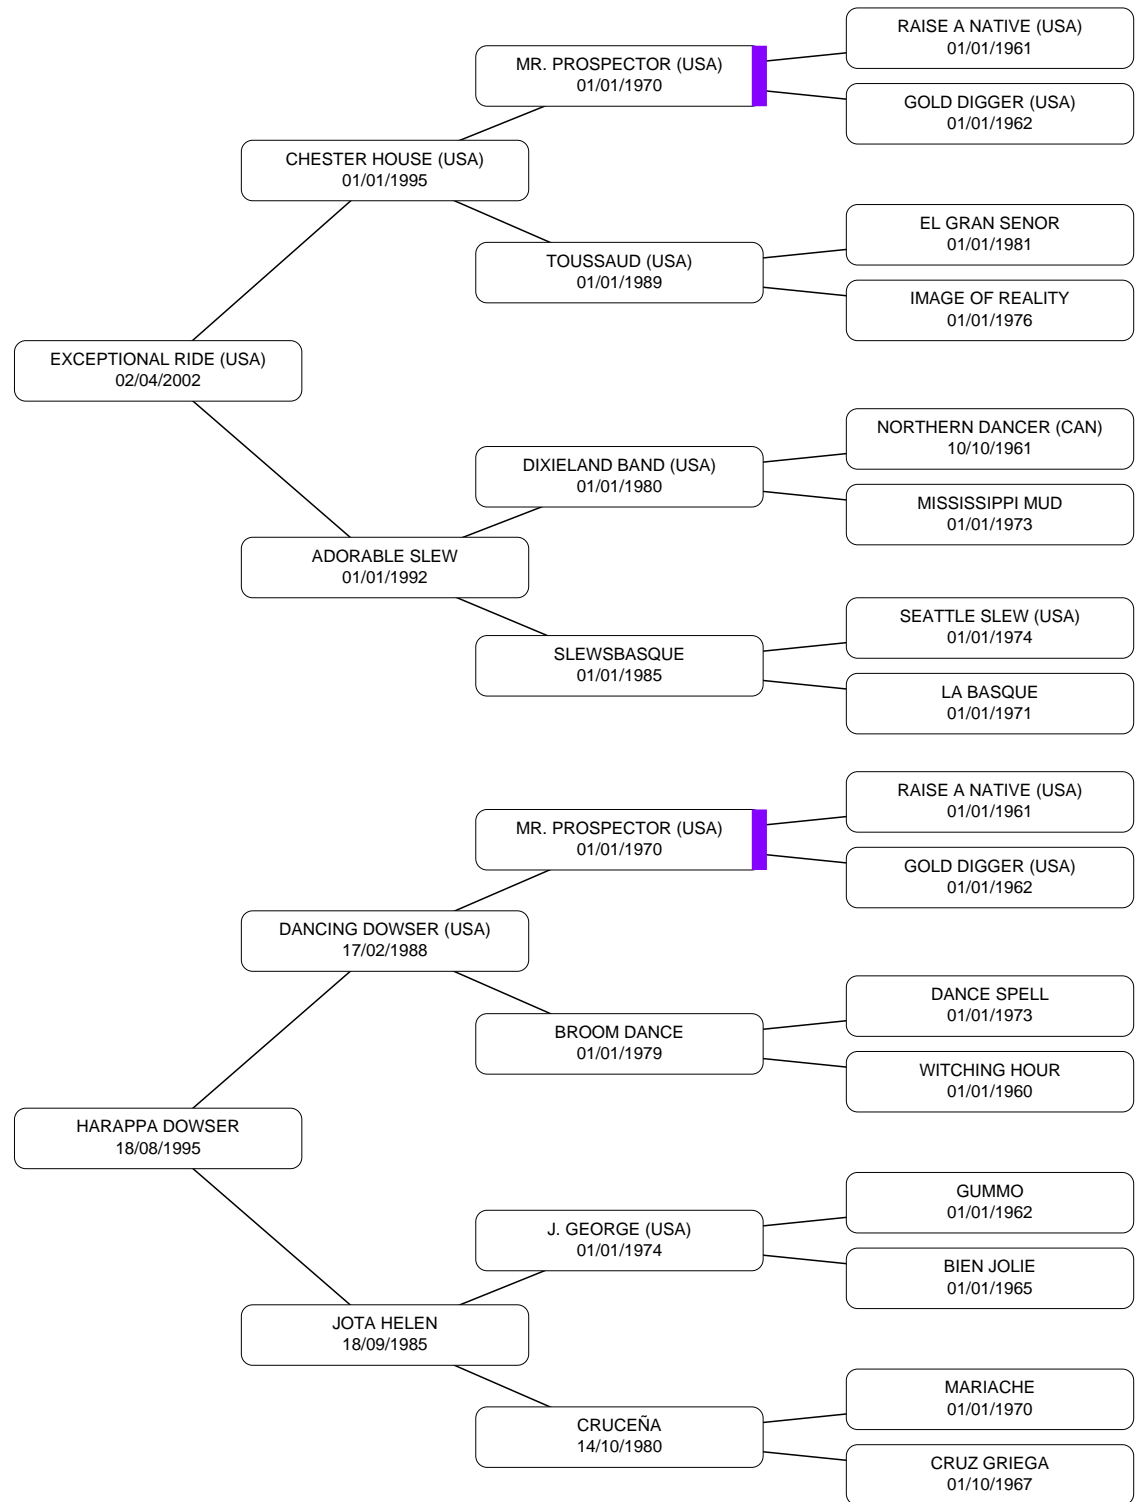 RAISE A NATIVE (USA)
01/01/1961
MR. PROSPECTOR (USA)
01/01/1970
GOLD DIGGER (USA)
01/01/1962
CHESTER HOUSE (USA)
01/01/1995
EL GRAN SENOR
01/01/1981
TOUSSAUD (USA)
01/01/1989
IMAGE OF REALITY
01/01/1976
EXCEPTIONAL RIDE (USA)
02/04/2002
NORTHERN DANCER (CAN)
10/10/1961
DIXIELAND BAND (USA)
01/01/1980
MISSISSIPPI MUD
01/01/1973
ADORABLE SLEW
01/01/1992
SEATTLE SLEW (USA)
01/01/1974
SLEWSBASQUE
01/01/1985
LA BASQUE
01/01/1971
RAISE A NATIVE (USA)
01/01/1961
MR. PROSPECTOR (USA)
01/01/1970
GOLD DIGGER (USA)
01/01/1962
DANCING DOWSER (USA)
17/02/1988
DANCE SPELL
01/01/1973
BROOM DANCE
01/01/1979
WITCHING HOUR
01/01/1960
HARAPPA DOWSER
18/08/1995
GUMMO
01/01/1962
J. GEORGE (USA)
01/01/1974
BIEN JOLIE
01/01/1965
JOTA HELEN
18/09/1985
MARIACHE
01/01/1970
CRUCEÑA
14/10/1980
CRUZ GRIEGA
01/10/1967